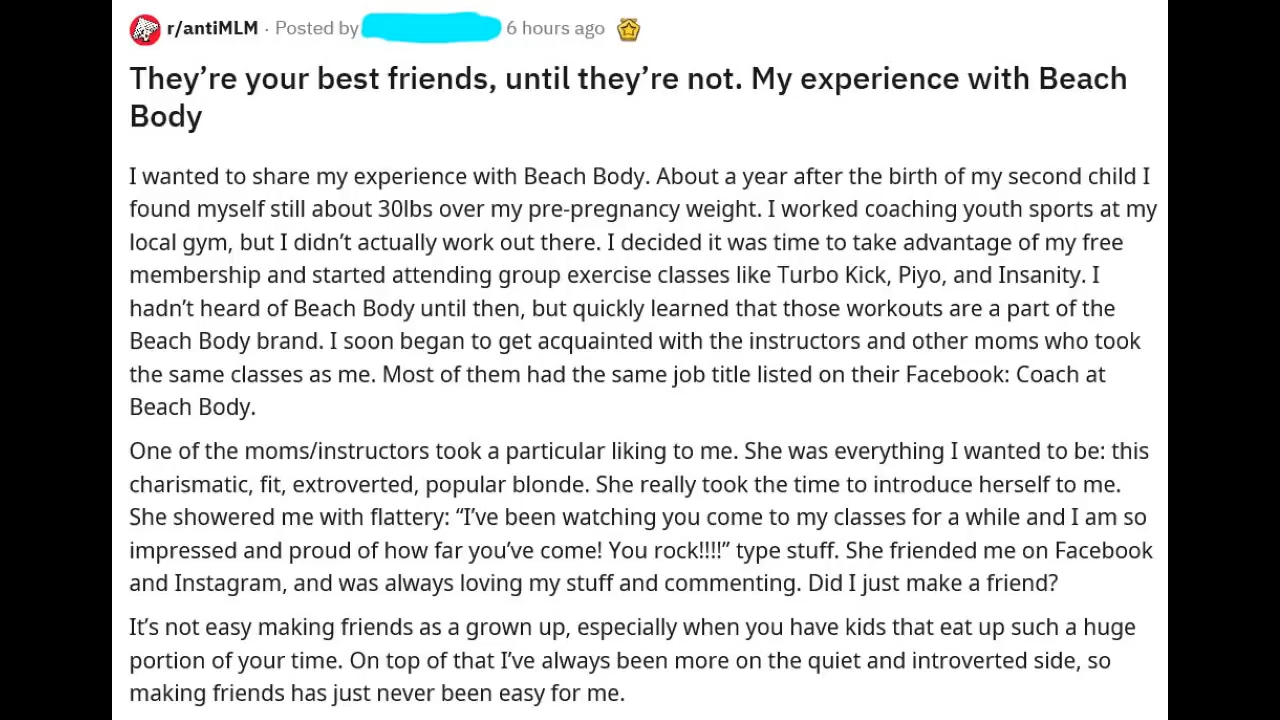 r/antiMLM · Posted by 6 hours ago
They’re your best friends, until they’re not. My experience with Beach
Body
I wanted to share my experience with Beach Body. About a year after the birth of my second child I
found myself still about 30lbs over my pre-pregnancy weight. I worked coaching youth sports at my
local gym, but I didn’t actually work out there. I decided it was time to take advantage of my free
membership and started attending group exercise classes like Turbo Kick, Piyo, and Insanity. I
hadn’t heard of Beach Body until then, but quickly learned that those workouts are a part of the
Beach Body brand. I soon began to get acquainted with the instructors and other moms who took
the same classes as me. Most of them had the same job title listed on their Facebook: Coach at
Beach Body.
One of the moms/instructors took a particular liking to me. She was everything I wanted to be: this
charismatic, fit, extroverted, popular blonde. She really took the time to introduce herself to me.
She showered me with flattery: “I’ve been watching you come to my classes for a while and I am so
impressed and proud of how far you’ve come! You rock!!!!” type stuff. She friended me on Facebook
and Instagram, and was always loving my stuff and commenting. Did I just make a friend?
It’s not easy making friends as a grown up, especially when you have kids that eat up such a huge
portion of your time. On top of that I’ve always been more on the quiet and introverted side, so
making friends has just never been easy for me.